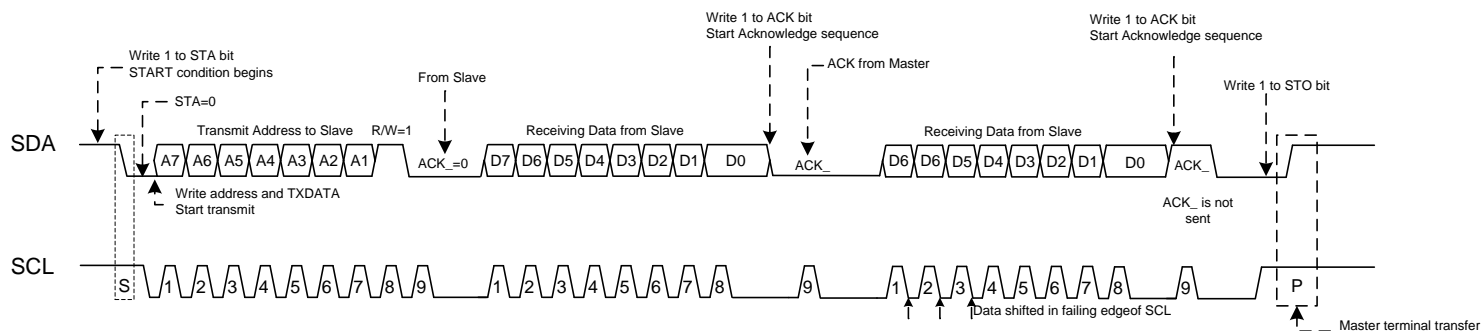 Write 1 to STA bit
START condition begins
STA=0
From Slave
Write 1 to ACK bit
Start Acknowledge sequence
ACK from Master
Write 1 to ACK bit
Start Acknowledge sequence
Write 1 to STO bit
SDA
Transmit Address to Slave
R/W=1
Receiving Data from Slave
Receiving Data from Slave
A7 A6 A5 A4 A3 A2 A1
ACK_=0
D7 D6 D5 D4 D3 D2 D1 D0
ACK_
D6 D6 D5 D4 D3 D2 D1 D0
ACK_
Write address and TXDATA
Start transmit
ACK_ is not
sent
SCL
S
1 2 3 4 5 6 7 8 9
1 2 3 4 5 6 7 8
9
1 2 3 4 5 6 7 8
9
P
Data shifted in failing edgeof SCL
Master terminal transfer